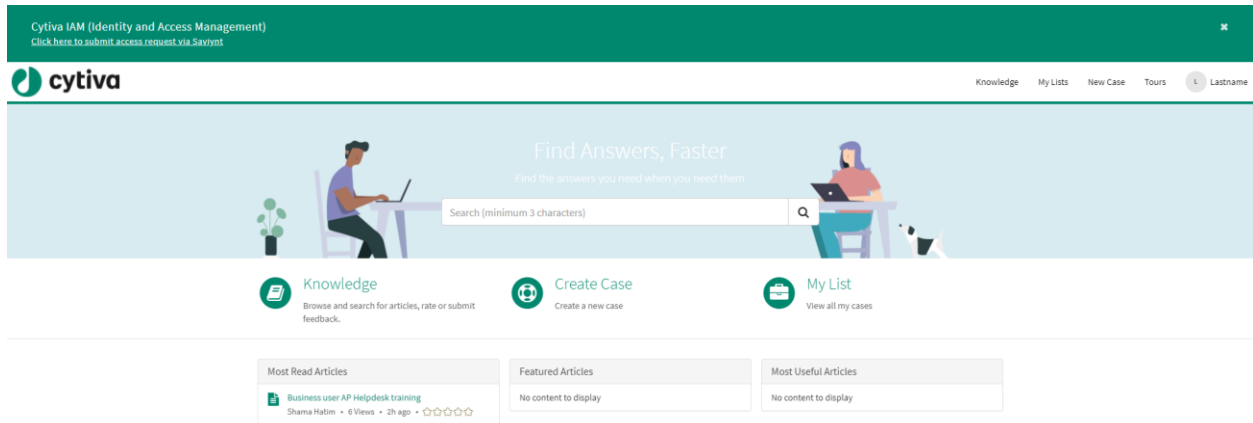 Cytiva IAM (Identity and Access Management)
Click here to submit access request via Saviynt
cytiva
Knowledge My Lists New Case Tours L Lastname
Find Answers, Faster
Find the answers you need when you need them
Search (minimum 3 characters)
Knowledge
Browse and search for articles, rate or submit
feedback.
Create Case
Create a new case
My List
View all my cases
Most Read Articles
Business user AP Helpdesk training
Shama Hatim • 6 Views • 2h ago •
Featured Articles
No content to display
Most Useful Articles
No content to display